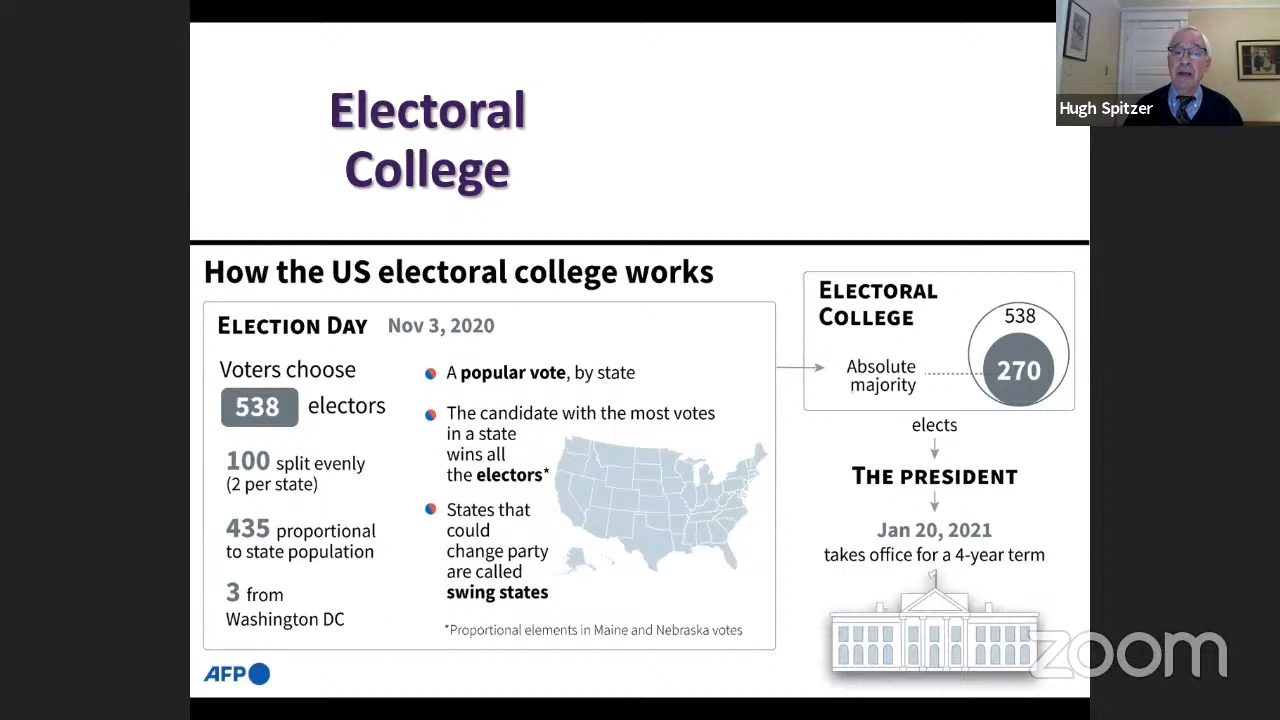 Electoral
College
Hugh Spitzer
How the US electoral college works
ELECTION DAY Nov 3, 2020
Voters choose
538 electors
100 split evenly
(2 per state)
435 proportional
to state population
3 from
Washington DC
A popular vote, by state
The candidate with the most votes
in a state
wins all
the electors*
States that
could
change party
are called
swing states
*Proportional elements in Maine and Nebraska votes
ELECTORAL
COLLEGE
538
Absolute
majority
270
elects
THE PRESIDENT
Jan 20, 2021
takes office for a 4-year term
AFP
zoom